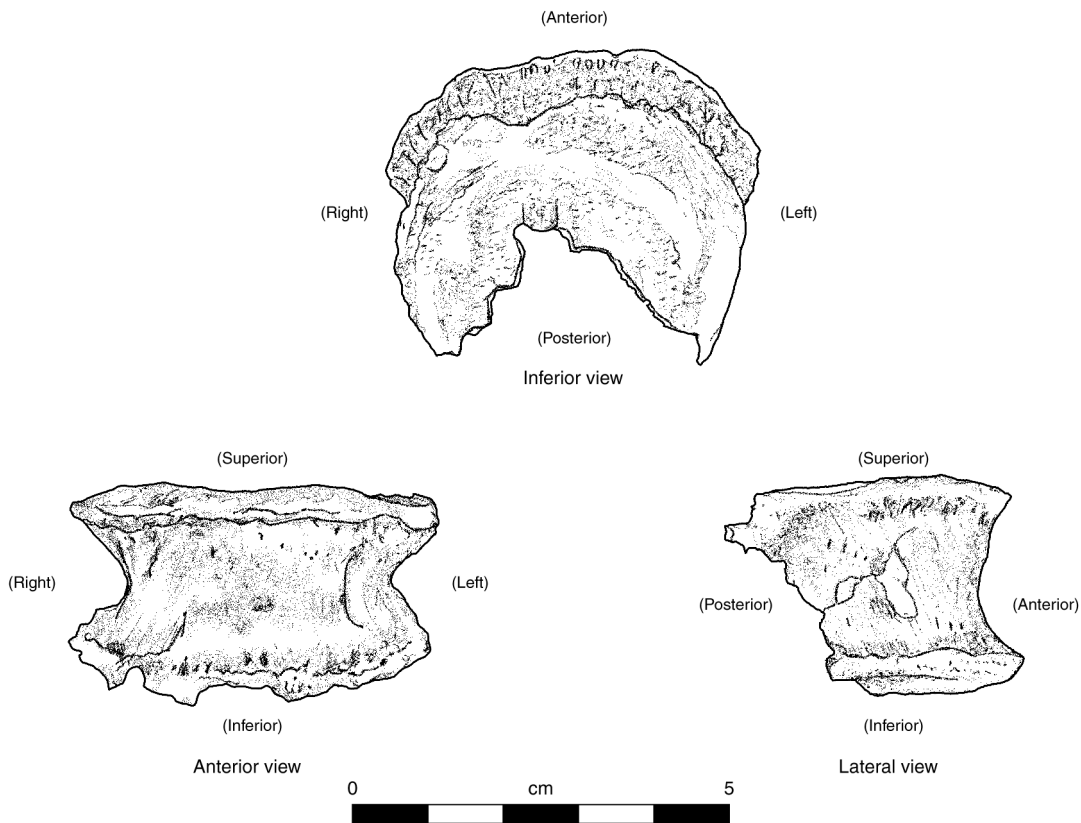 (Anterior)
(Right)
(Left)
(Posterior)
Inferior view
(Superior)
(Right)
(Left)
(Inferior)
Anterior view
(Superior)
(Posterior)
(Anterior)
(Inferior)
Lateral view
0 cm 5